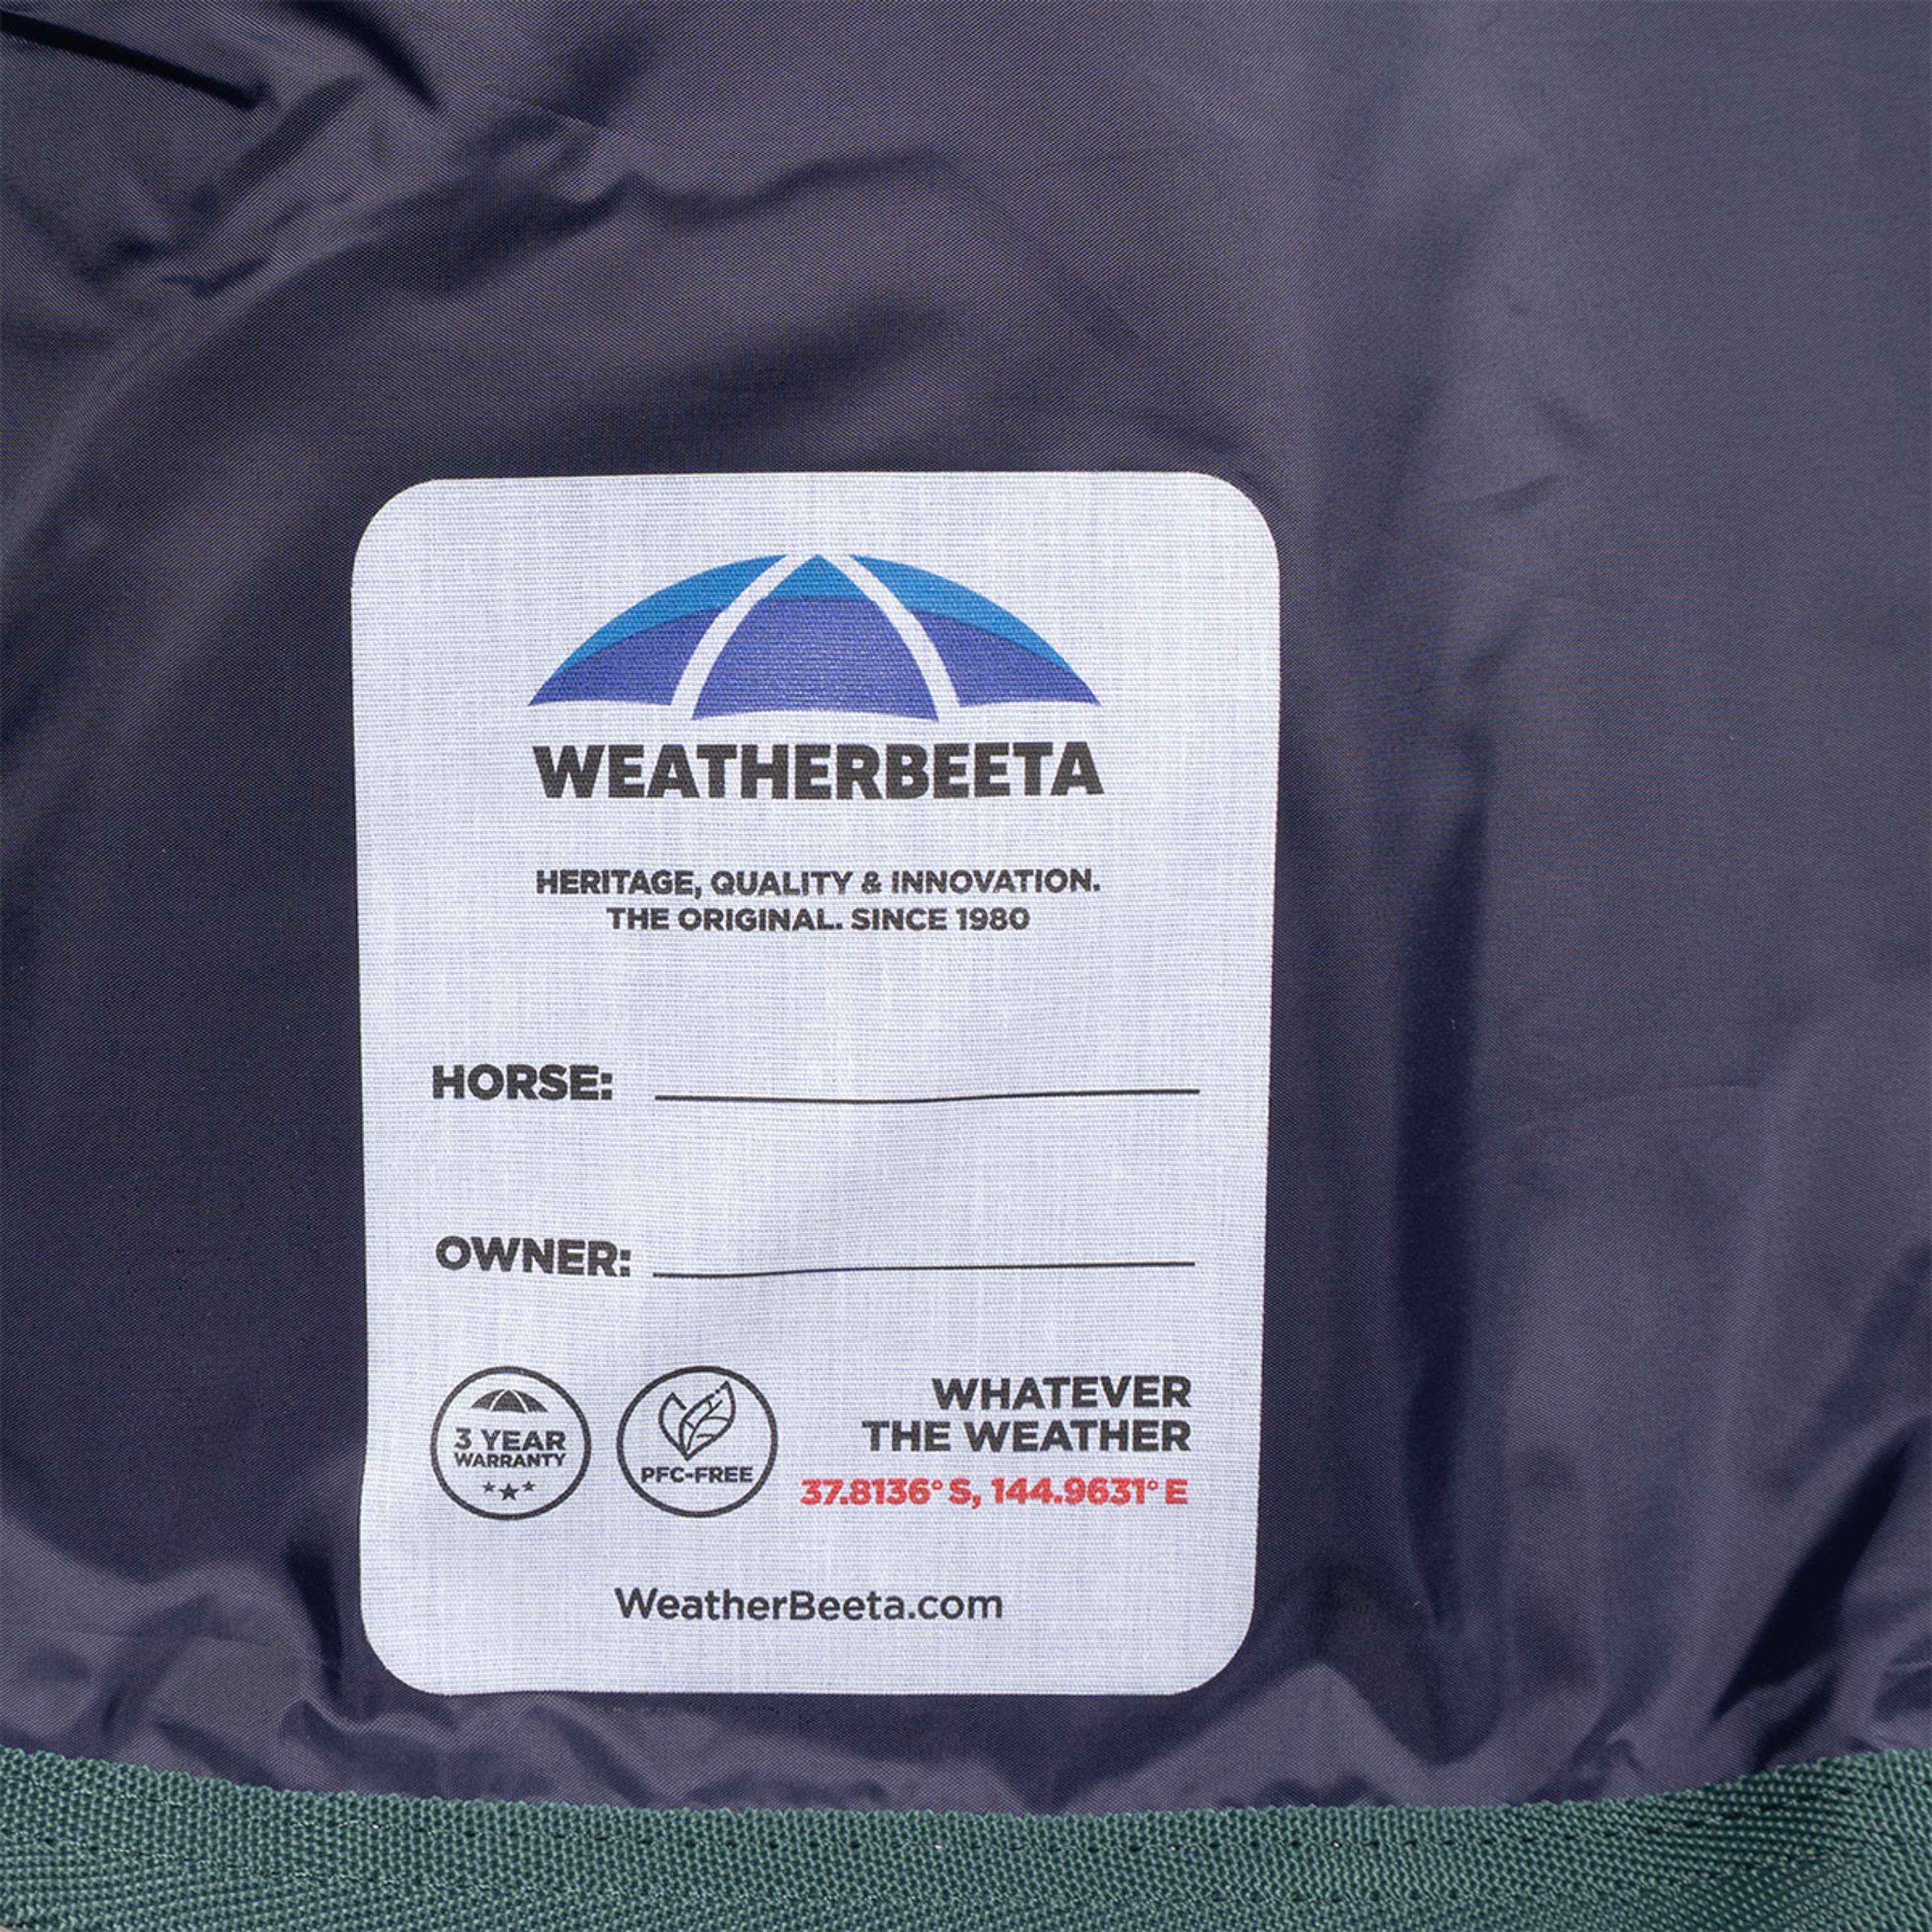 WEATHERBEETA
HERITAGE, QUALITY & INNOVATION.
THE ORIGINAL. SINCE 1980
HORSE:
OWNER:
3 YEAR
WARRANTY
PFC-FREE
WHATEVER
THE WEATHER
37.8136° S, 144.9631° E
WeatherBeeta.com